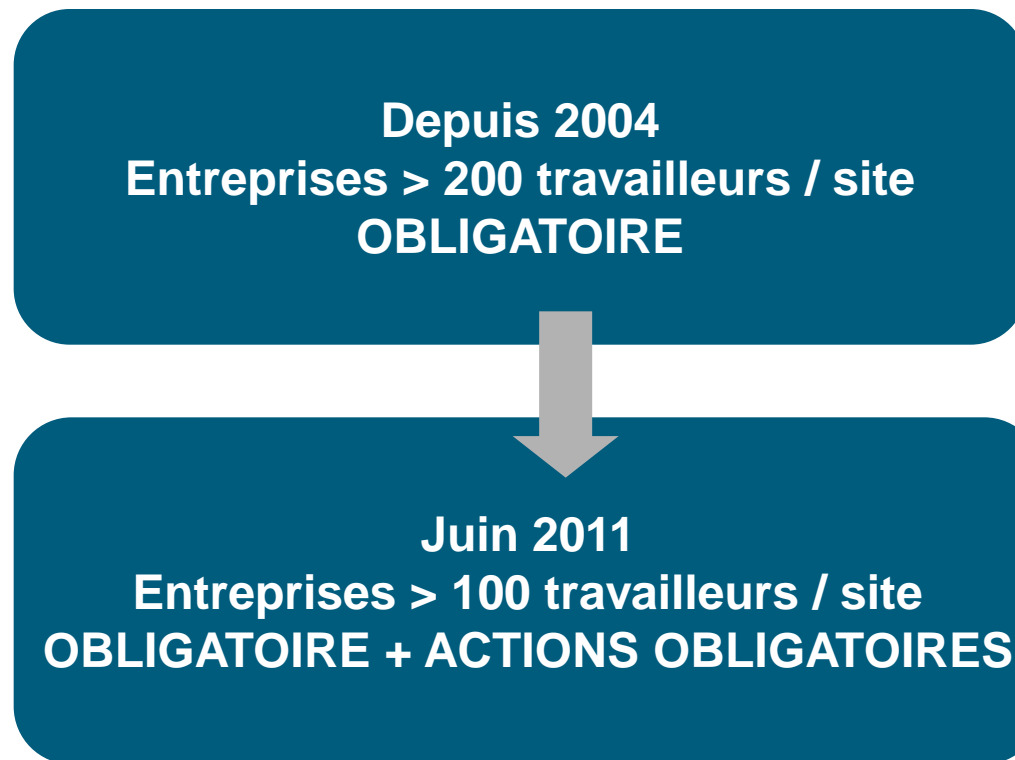 Depuis 2004
Entreprises > 200 travailleurs / site
OBLIGATOIRE
Juin 2011
Entreprises > 100 travailleurs / site
OBLIGATOIRE + ACTIONS OBLIGATOIRES